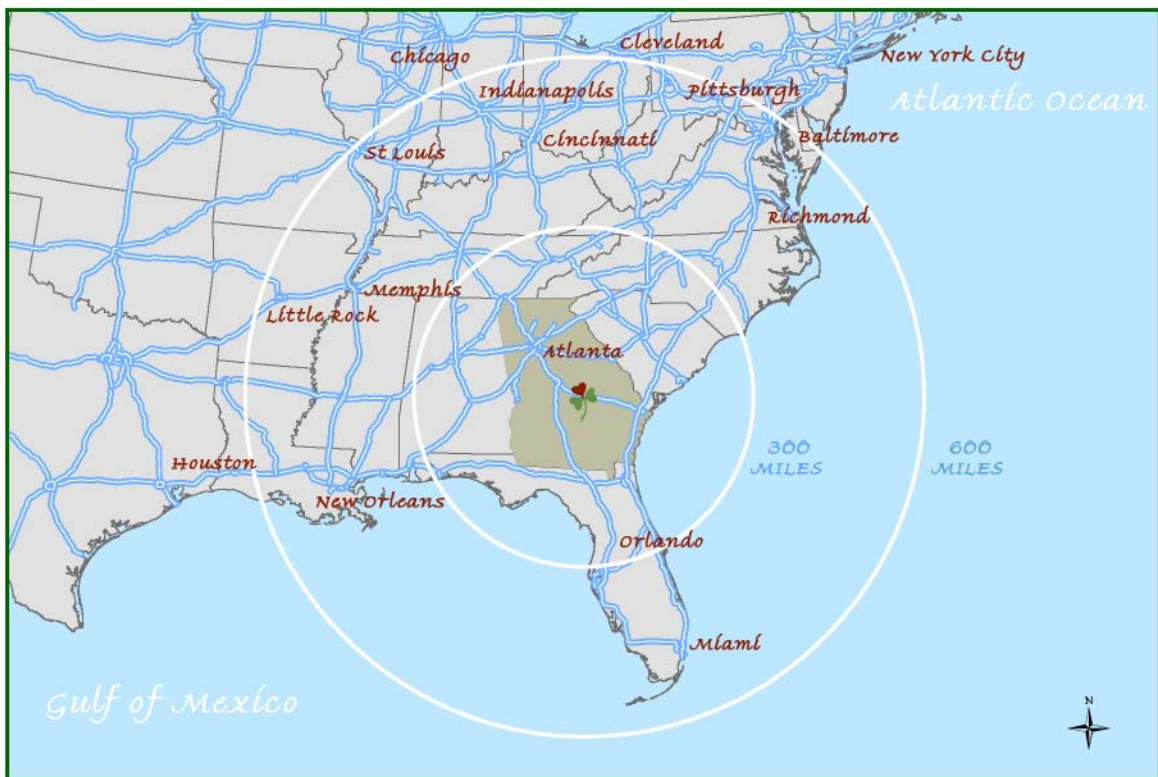 Cleveland
Chicago
New York City
Indianapolis
Pittsburgh
Atlantic Ocean
Cincinnati
Baltimore
St Louis
Richmond
Memphis
Little Rock
Atlanta
300
MILES
600
MILES
Houston
New Orleans
Orlando
Miami
Gulf of Mexico
N